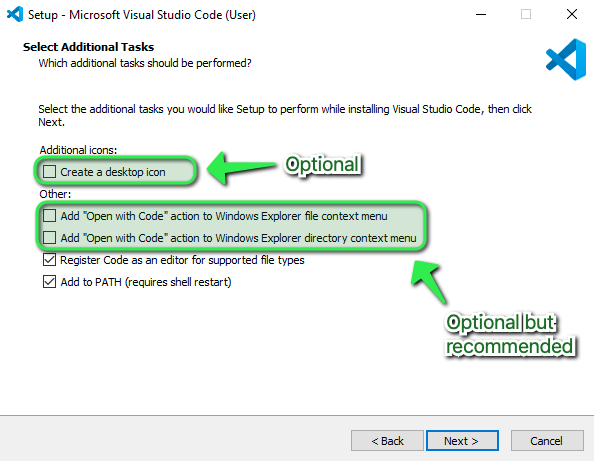 Setup - Microsoft Visual Studio Code (User)
Select Additional Tasks
Which additional tasks should be performed?
Select the additional tasks you would like Setup to perform while installing Visual Studio Code, then click
Next.
Additional icons:
Create a desktop icon
Optional
Other:
Add "Open with Code" action to Windows Explorer file context menu
Add "Open with Code" action to Windows Explorer directory context menu
Register Code as an editor for supported file types
Add to PATH (requires shell restart)
Optional but
recommended
< Back
Next >
Cancel